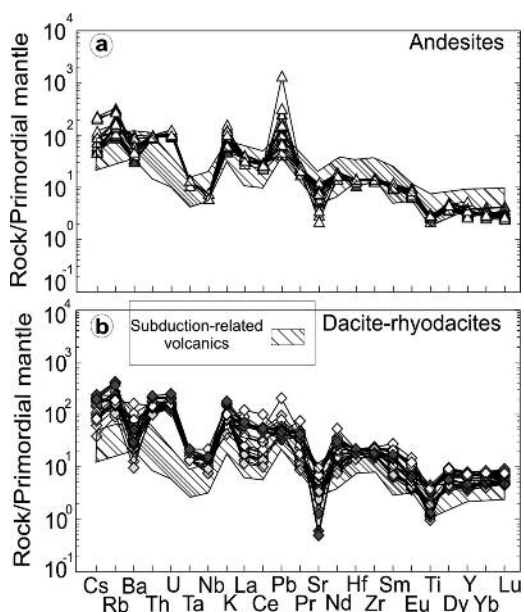 a
Andesites
Rock/Primordial mantle
10⁴
10³
10²
10¹
10⁰
10⁻¹
b
Dacite-rhyodacites
Subduction-related
volcanics
Rock/Primordial mantle
10⁴
10³
10²
10¹
10⁰
10⁻¹
Cs Ba U Nb La Pb Sr Hf Sm Ti Y Lu
Rb Th Ta K Ce Pr Nd Zr Eu Dy Yb